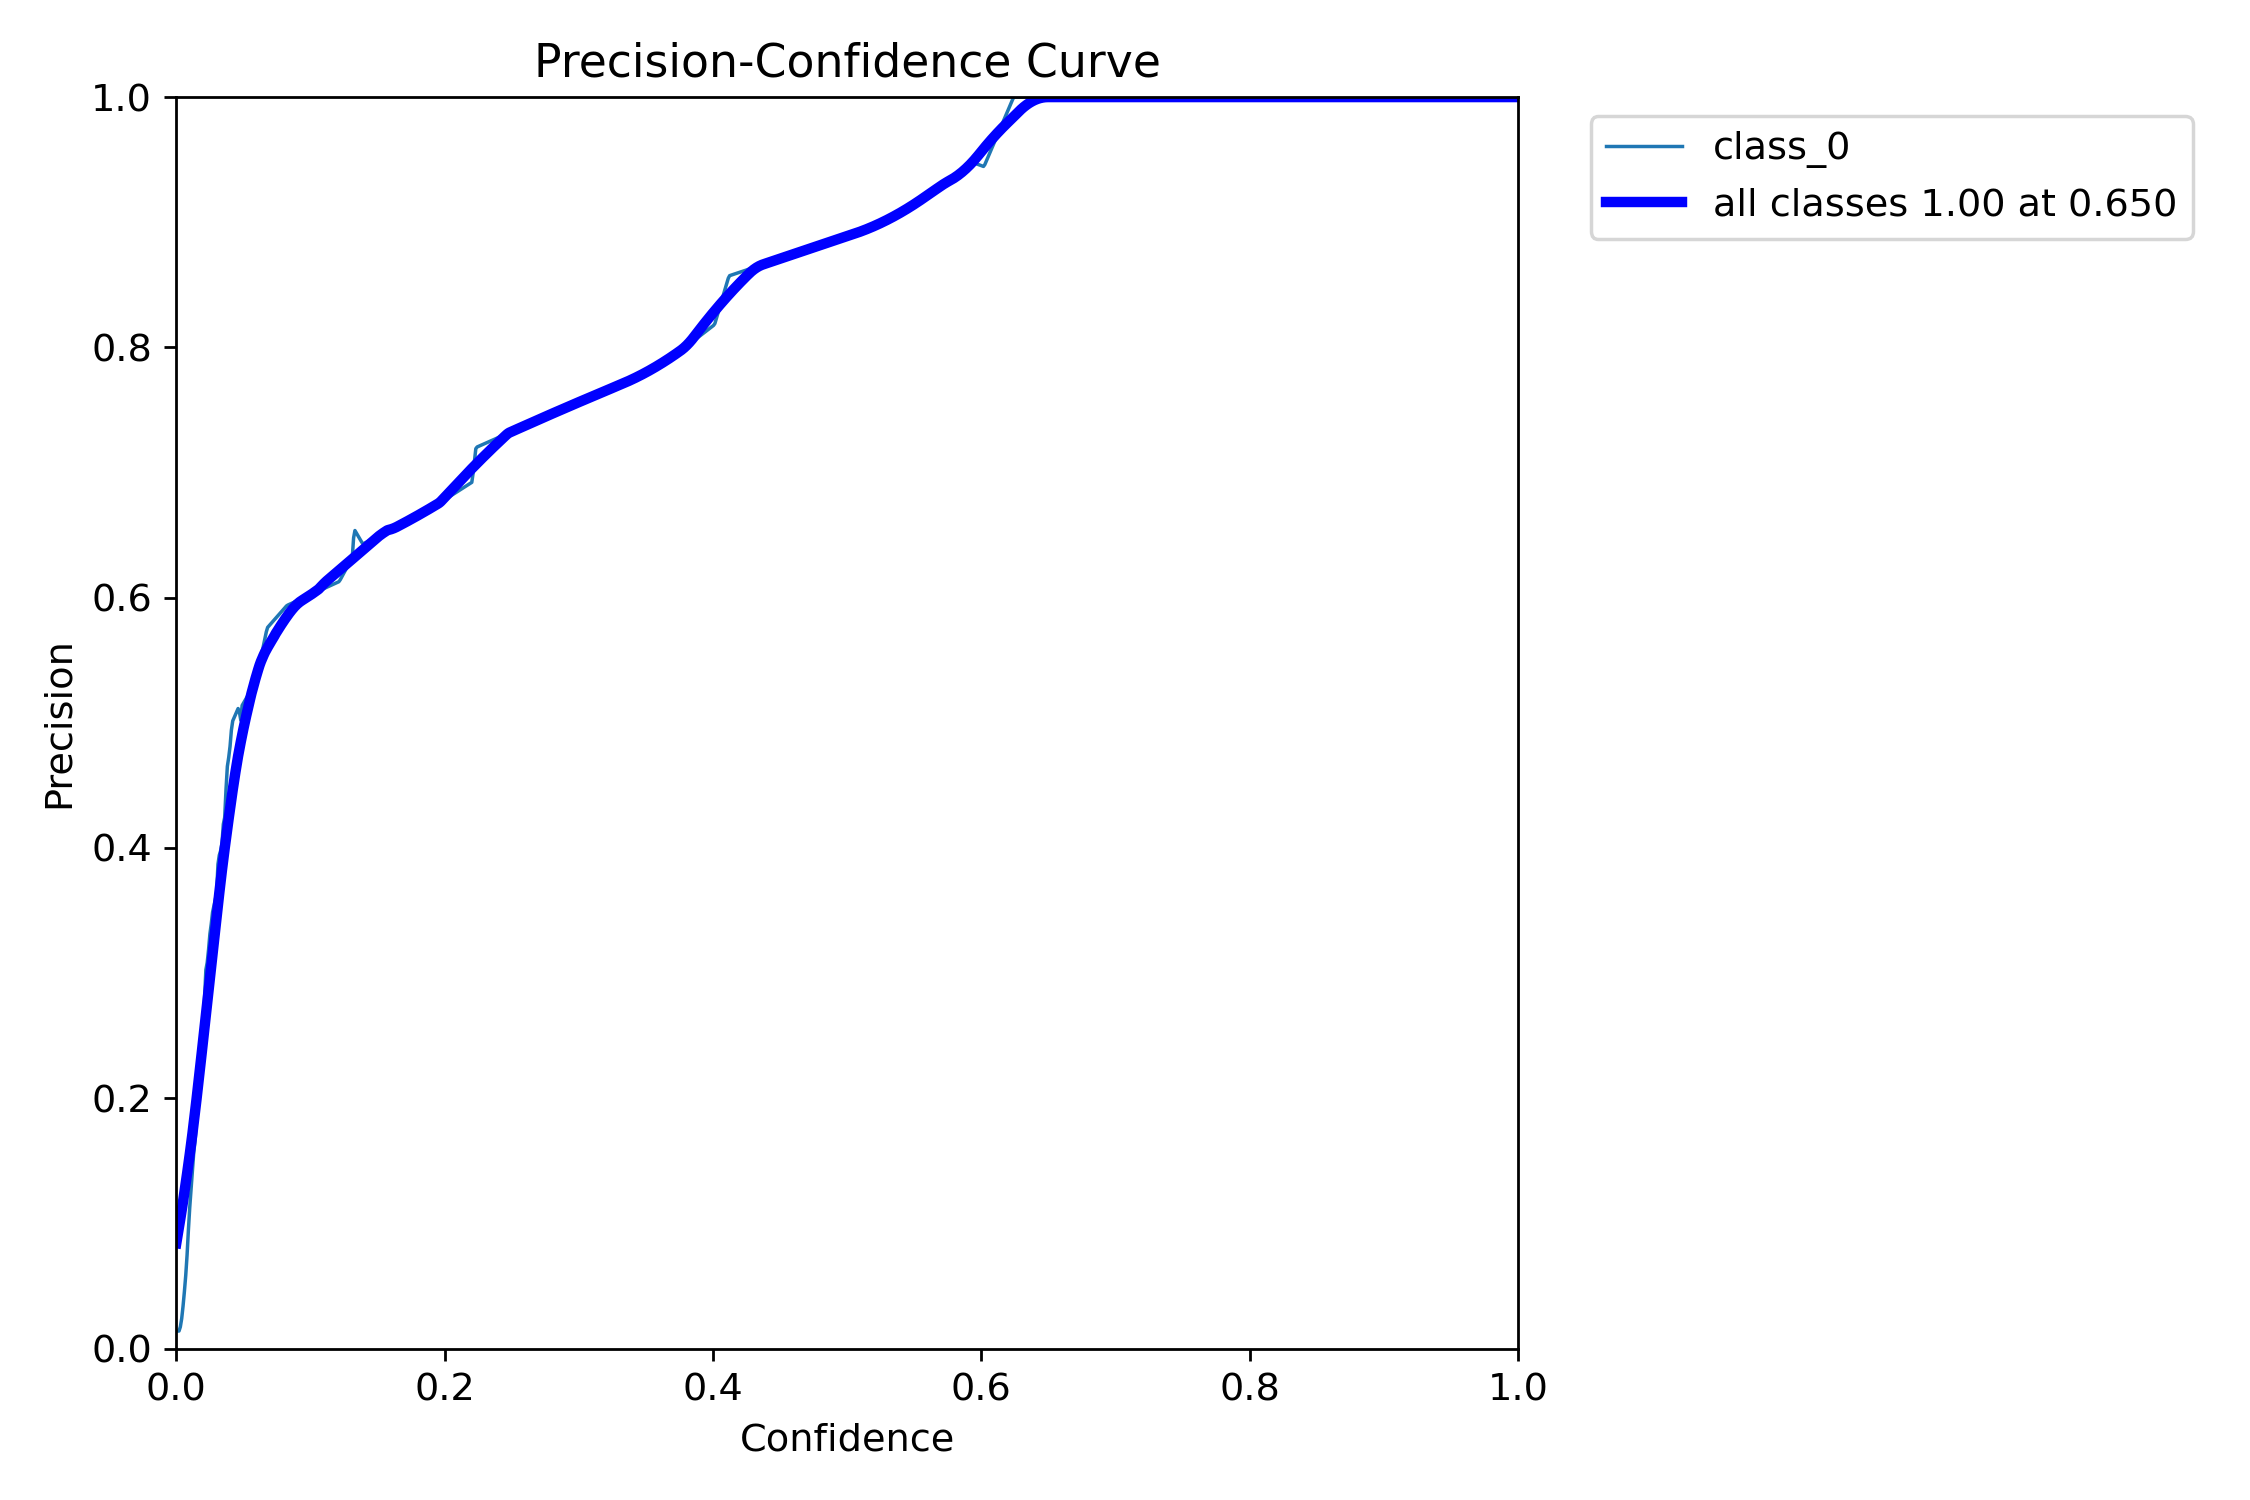 Precision-Confidence Curve
1.0
0.8
0.6
0.4
0.2
0.0
Precision
0.0 0.2 0.4 0.6 0.8 1.0
Confidence
class_0
all classes 1.00 at 0.650